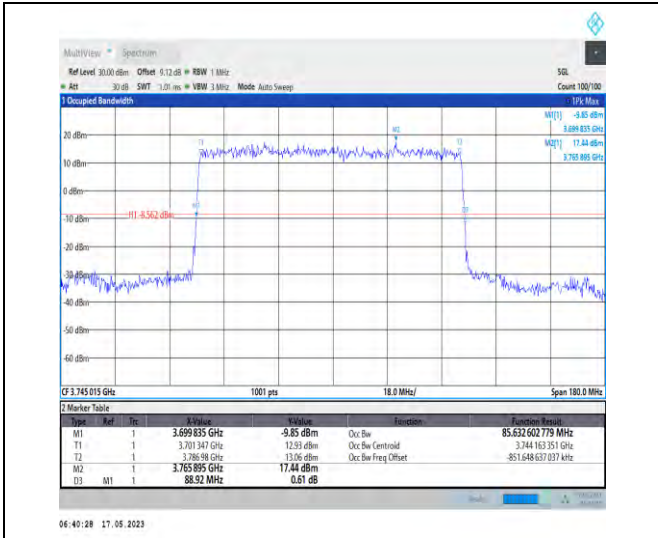 MultiView Spectrum
Ref Level 30.00 dBm Offset 9.12 dB RBW 1 MHz SGL
Att 30 dB SWT 1.01 ms VBW 3 MHz Mode Auto Sweep Count 100/100
1 Occupied Bandwidth 1Pk Max
M1[1] -9.85 dBm
3.699 835 GHz
M2[1] 17.44 dBm
3.765 895 GHz
20 dBm
T1 M2 T2
10 dBm
0 dBm
M1 D3
H1 -8.562 dBm
-10 dBm
-20 dBm
-30 dBm
-40 dBm
-50 dBm
-60 dBm
CF 3.745 015 GHz 1001 pts 18.0 MHz/ Span 180.0 MHz
2 Marker Table
Type Ref Trc X-Value Y-Value Function Function Result
M1 1 3.699 835 GHz -9.85 dBm Occ Bw 85.632 602 779 MHz
T1 1 3.701 347 GHz 12.93 dBm Occ Bw Centroid 3.744 163 351 GHz
T2 1 3.786 98 GHz 13.06 dBm Occ Bw Freq Offset -851.648 637 037 kHz
M2 1 3.765 895 GHz 17.44 dBm
D3 M1 1 88.92 MHz 0.61 dB
06:40:28 17.05.2023